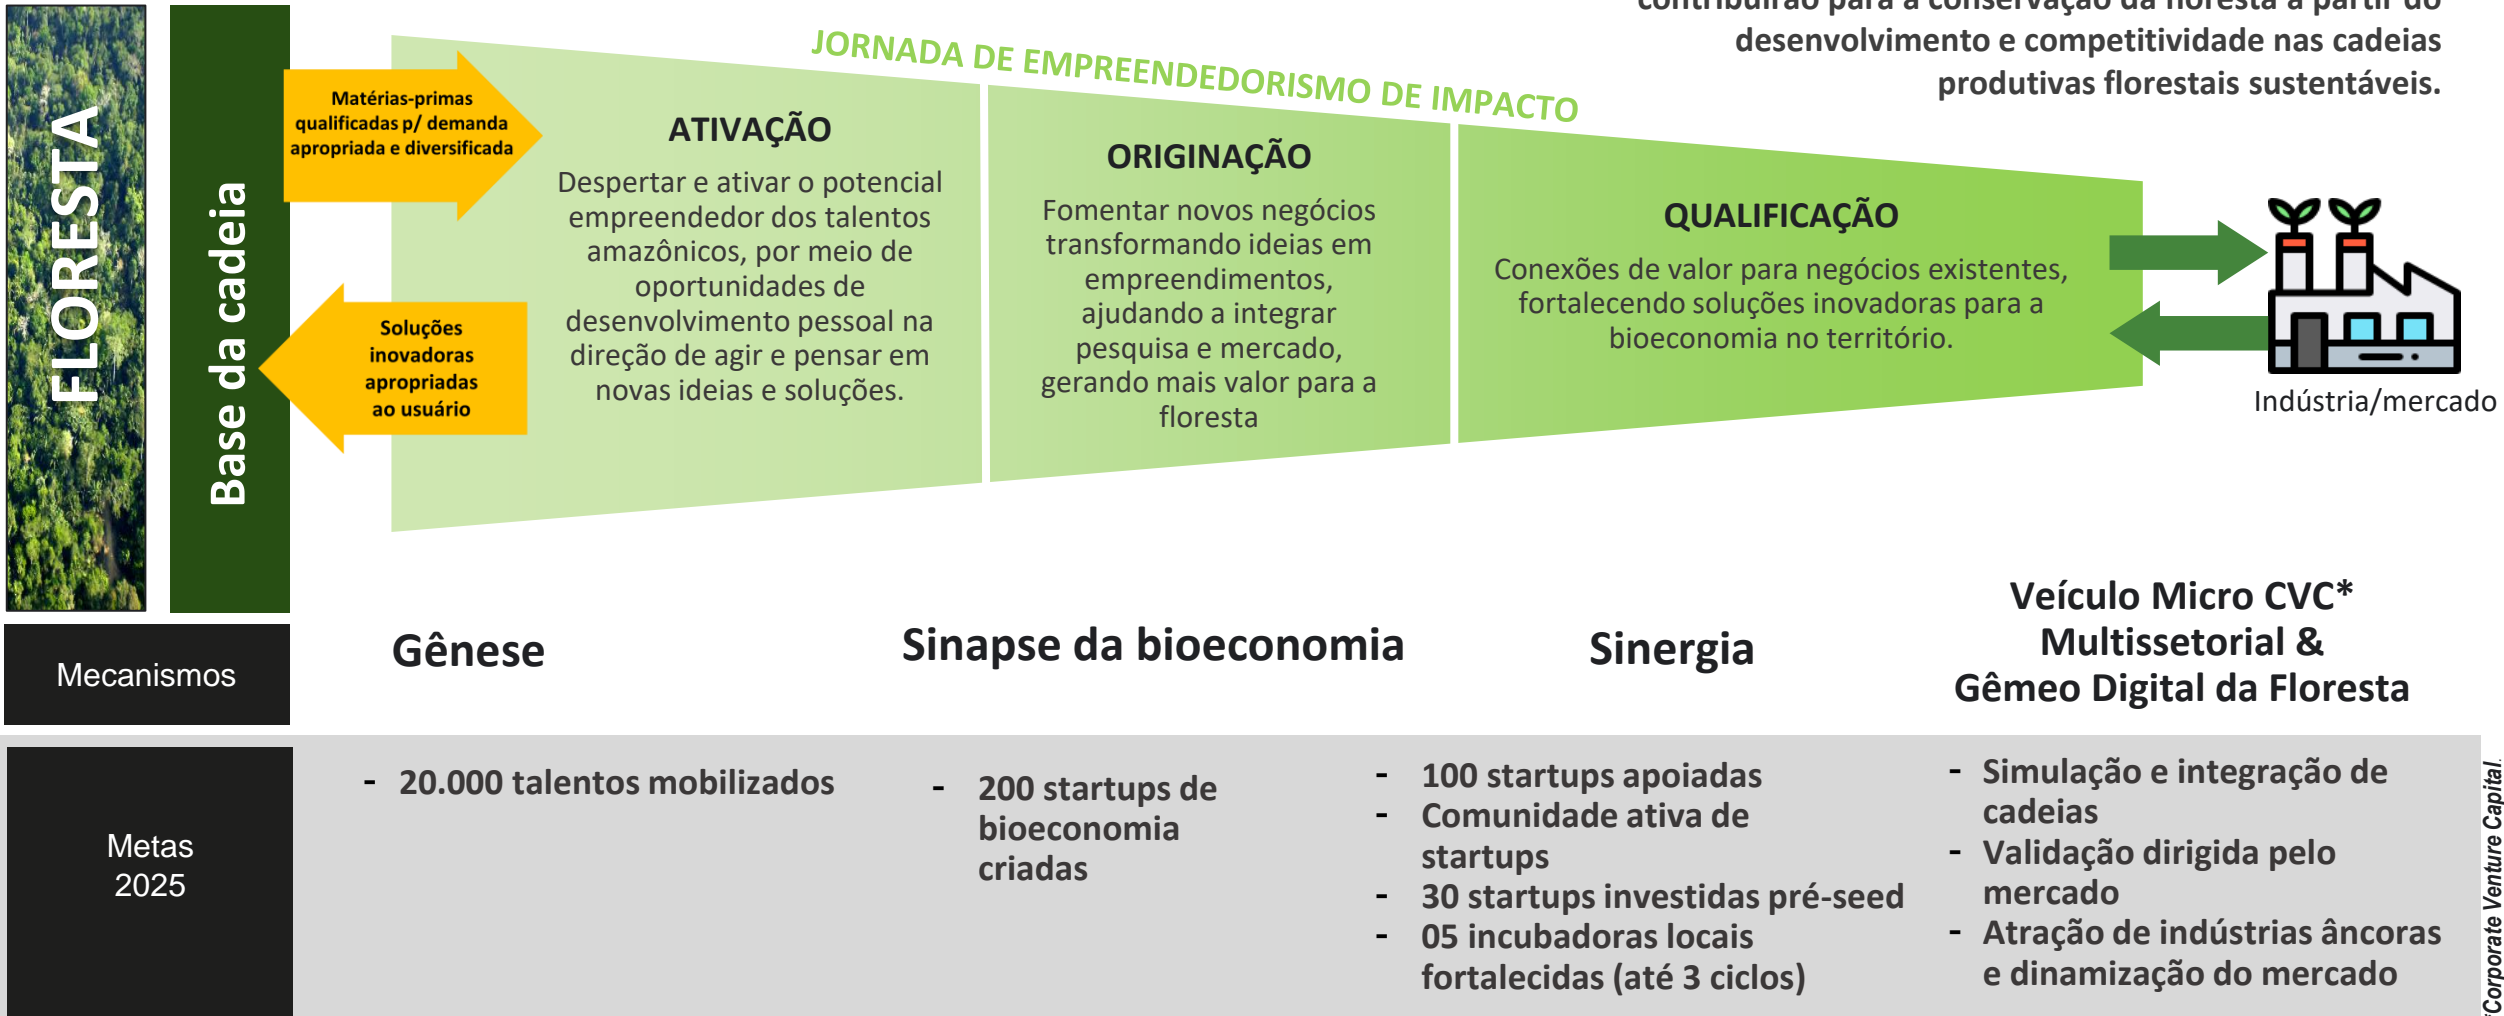 contribuirão para a conservação da floresta a partir do
desenvolvimento e competitividade nas cadeias
produtivas florestais sustentáveis.
JORNADA DE EMPREENDEDORISMO DE IMPACTO
FLORESTA
Base da cadeia
Matérias-primas
qualificadas p/ demanda
apropriada e diversificada
Soluções
inovadoras
apropriadas
ao usuário
ATIVAÇÃO
Despertar e ativar o potencial
empreendedor dos talentos
amazônicos, por meio de
oportunidades de
desenvolvimento pessoal na
direção de agir e pensar em
novas ideias e soluções.
ORIGINAÇÃO
Fomentar novos negócios
transformando ideias em
empreendimentos,
ajudando a integrar
pesquisa e mercado,
gerando mais valor para a
floresta
QUALIFICAÇÃO
Conexões de valor para negócios existentes,
fortalecendo soluções inovadoras para a
bioeconomia no território.
Indústria/mercado
Mecanismos
Gênese
Sinapse da bioeconomia
Sinergia
Veículo Micro CVC*
Multissetorial &
Gêmeo Digital da Floresta
Metas
2025
- 20.000 talentos mobilizados
- 200 startups de
bioeconomia
criadas
- 100 startups apoiadas
- Comunidade ativa de
startups
- 30 startups investidas pré-seed
- 05 incubadoras locais
fortalecidas (até 3 ciclos)
- Simulação e integração de
cadeias
- Validação dirigida pelo
mercado
- Atração de indústrias âncoras
e dinamização do mercado
*Corporate Venture Capital.